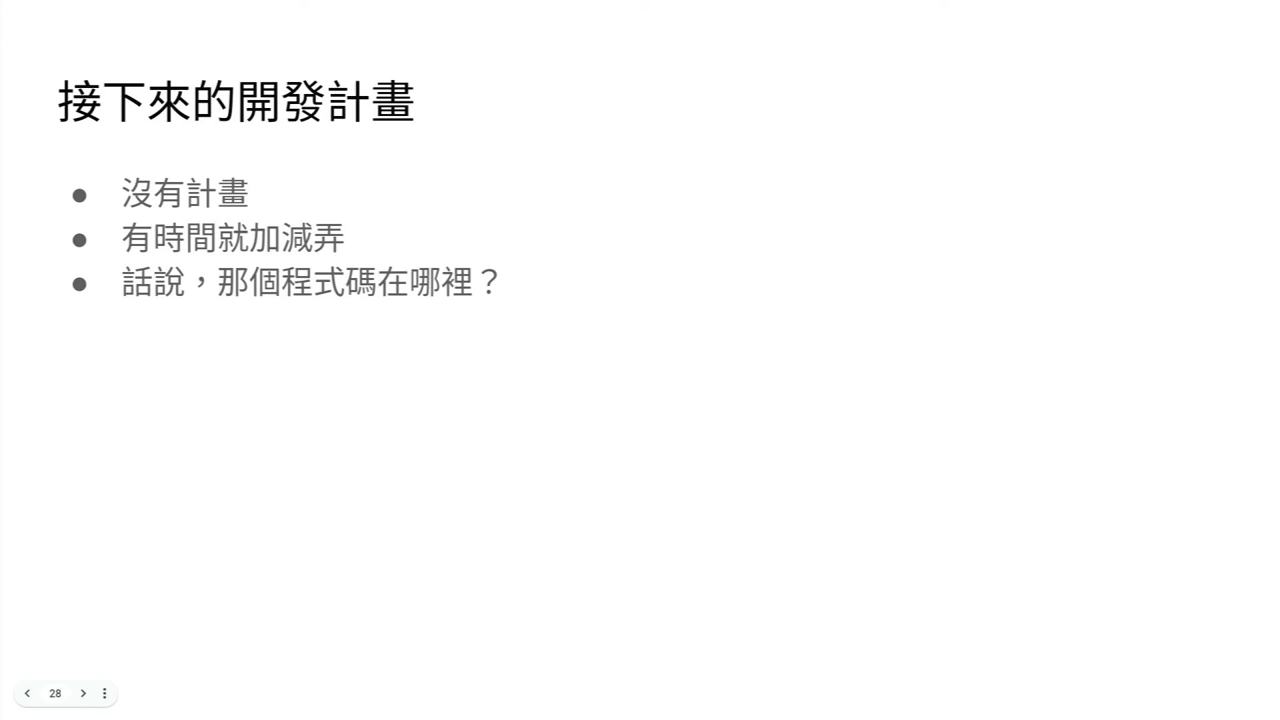 接下來的開發計畫
● 沒有計畫
● 有時間就加減弄
● 話說，那個程式碼在哪裡？
28